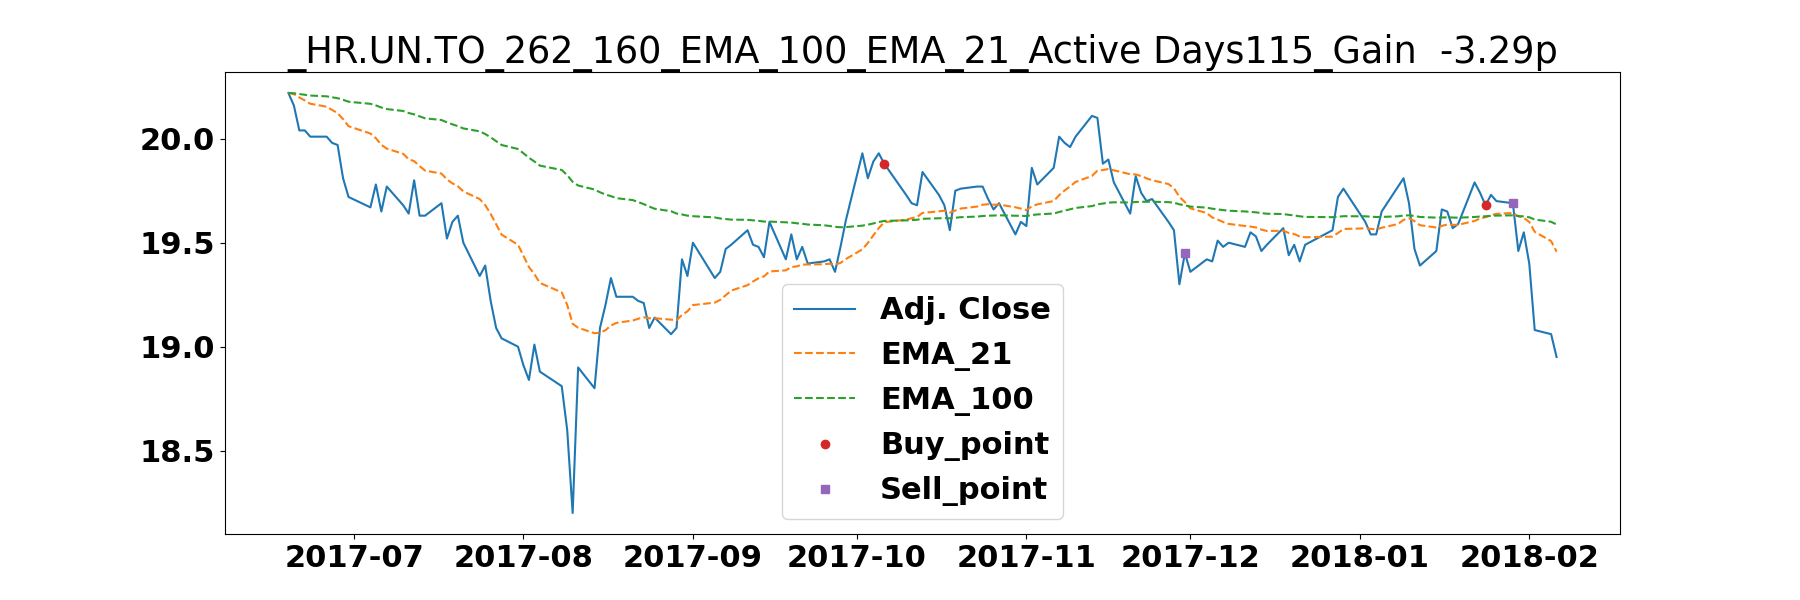 _HR.UN.TO_262_160_EMA_100_EMA_21_Active Days115_Gain  -3.29p
20.0
19.5
19.0
18.5
Adj. Close
EMA_21
EMA_100
Buy_point
Sell_point
2017-07 2017-08 2017-09 2017-10 2017-11 2017-12 2018-01 2018-02